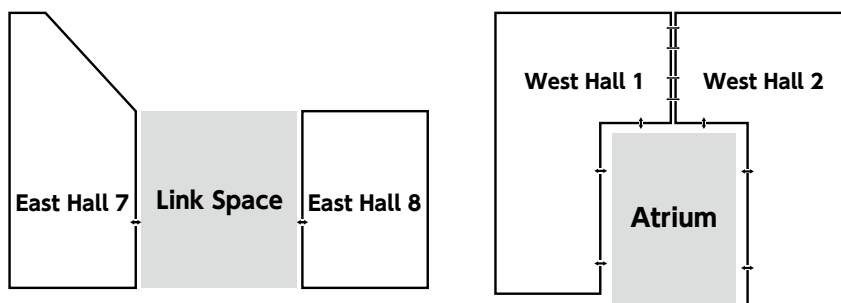 West Hall 1
West Hall 2
East Hall 7
Link Space
East Hall 8
Atrium